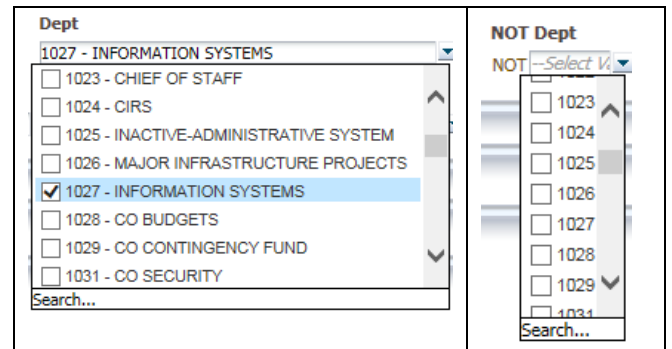 Dept
1027 - INFORMATION SYSTEMS
1023 - CHIEF OF STAFF
1024 - CIRS
1025 - INACTIVE-ADMINISTRATIVE SYSTEM
1026 - MAJOR INFRASTRUCTURE PROJECTS
1027 - INFORMATION SYSTEMS
1028 - CO BUDGETS
1029 - CO CONTINGENCY FUND
1031 - CO SECURITY
Search...
NOT Dept
NOT --Select
1023
1024
1025
1026
1027
1028
1029
1031
Search...